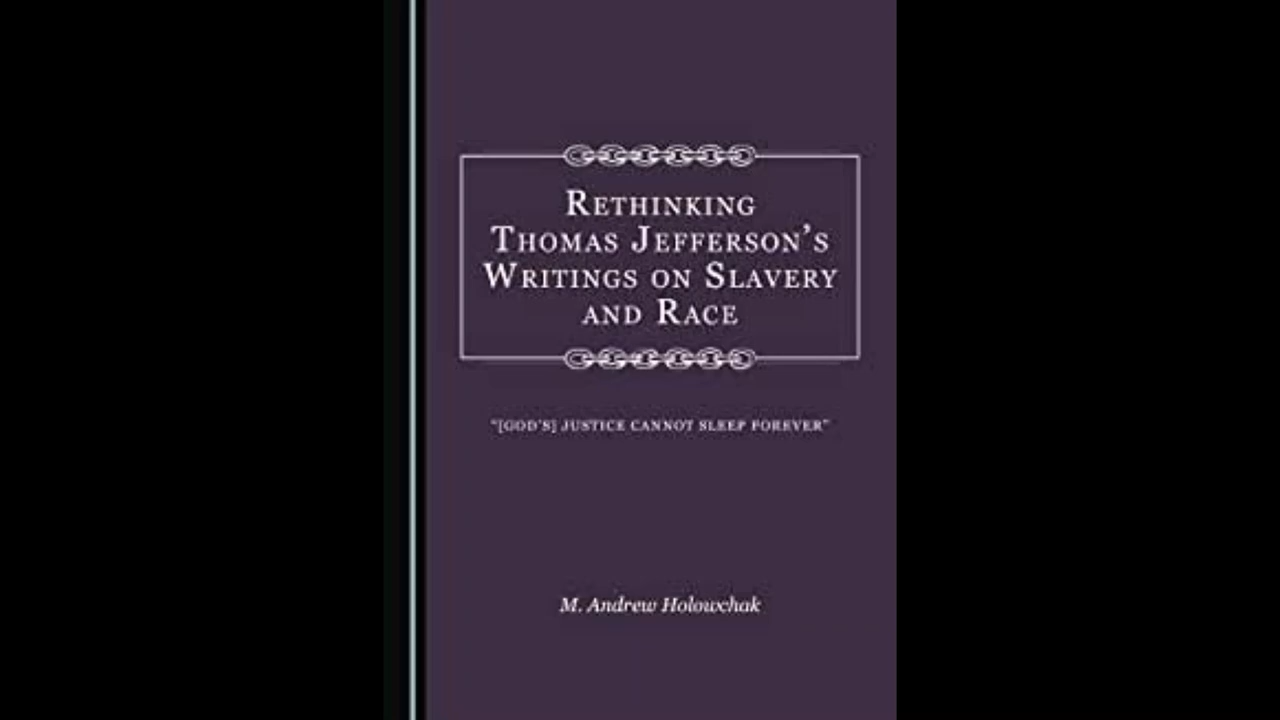 RETHINKING
THOMAS JEFFERSON'S
WRITINGS ON SLAVERY
AND RACE
"[GOD'S] JUSTICE CANNOT SLEEP FOREVER"
M. Andrew Holowchak